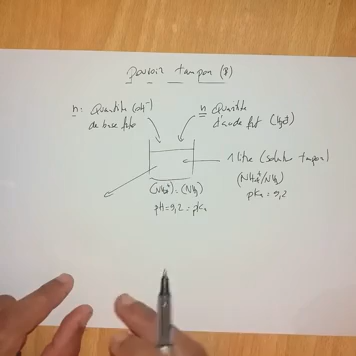 pouvoir tampon (β)
n: Quantité (OH⁻)
de base forte
n Quantité
d'acide fort (H₃O⁺)
1 litre (solution tampon)
(NH₄⁺/NH₃)
pKa = 9,2
(NH₄⁺) = (NH₃)
pH = 9,2 = pKa